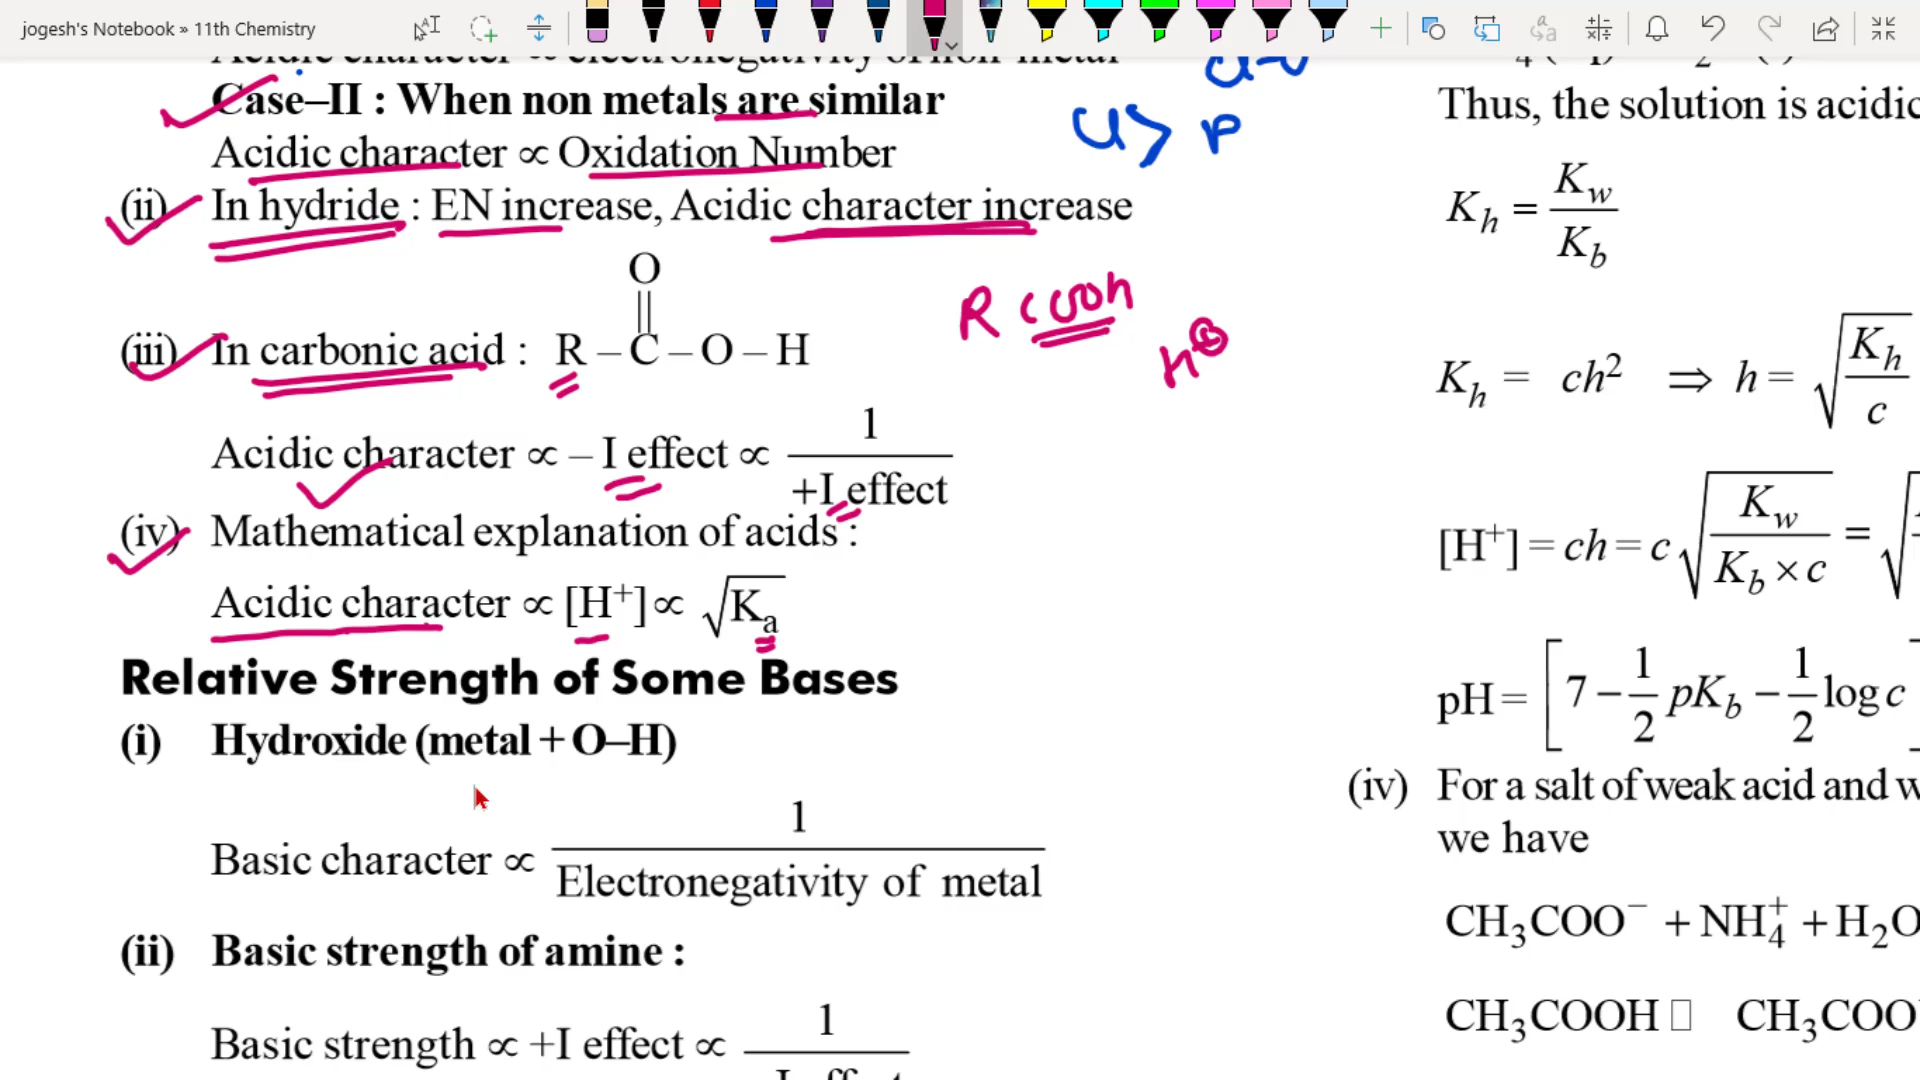 jogesh's Notebook » 11th Chemistry
Case–II : When non metals are similar
Acidic character ∝ Oxidation Number
(ii) In hydride : EN increase, Acidic character increase
(iii) In carbonic acid : R – C – O – H
O
R COOH
H⊕
Acidic character ∝ – I effect ∝ 1 / +I effect
(iv) Mathematical explanation of acids :
Acidic character ∝ [H⁺] ∝ √Kₐ
Relative Strength of Some Bases
(i) Hydroxide (metal + O–H)
Basic character ∝ 1 / Electronegativity of metal
(ii) Basic strength of amine :
Basic strength ∝ +I effect ∝ 1
Thus, the solution is acidic
K_h = K_w / K_b
K_h = ch² ⇒ h = √(K_h / c)
[H⁺] = ch = c √(K_w / (K_b × c)) =
pH = [7 – 1/2 pK_b – 1/2 log c
(iv) For a salt of weak acid and w
we have
CH₃COO⁻ + NH₄⁺ + H₂O
CH₃COOH CH₃COO